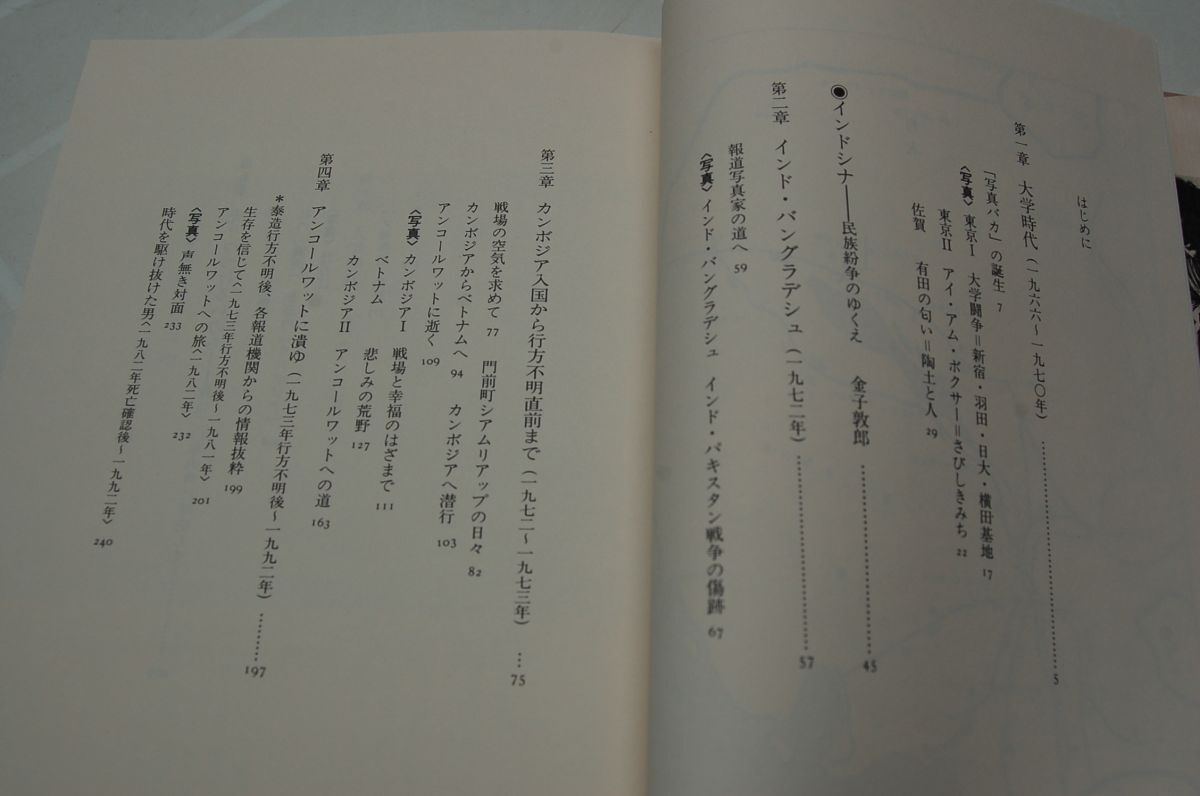 はじめに
第一章　大学時代（一九六六〜一九七〇年）………… 5
「写真バカ」の誕生 7
〈写真〉東京I　大学闘争＝新宿・羽田・日大・横田基地 17
東京II　アイ・アム・ボクサー＝さびしきみち 22
佐賀　有田の匂い＝陶土と人 29
◉インドシナ——民族紛争のゆくえ　金子敦郎………… 45
第二章　インド・バングラデシュ（一九七二年）………… 57
報道写真家の道へ 59
〈写真〉インド・バングラデシュ　インド・パキスタン戦争の傷跡 67
第三章　カンボジア入国から行方不明直前まで（一九七二〜一九七三年）… 75
戦場の空気を求めて 77　門前町シアムリアップの日々 82
カンボジアからベトナムへ 94　カンボジアへ潜行 103
アンコールワットに逝く 109
〈写真〉カンボジアI　戦場と幸福のはざまで 111
ベトナム　悲しみの荒野 127
カンボジアII　アンコールワットへの道 163
第四章　アンコールワットに潰ゆ（一九七三年行方不明後〜一九九二年）……… 197
＊泰造行方不明後、各報道機関からの情報抜粋 199
生存を信じて〈一九七三年行方不明後〜一九八一年〉 201
アンコールワットへの旅〈一九八二年〉 232
〈写真〉声無き対面 233
時代を駆け抜けた男〈一九八二年死亡確認後〜一九九二年〉 240